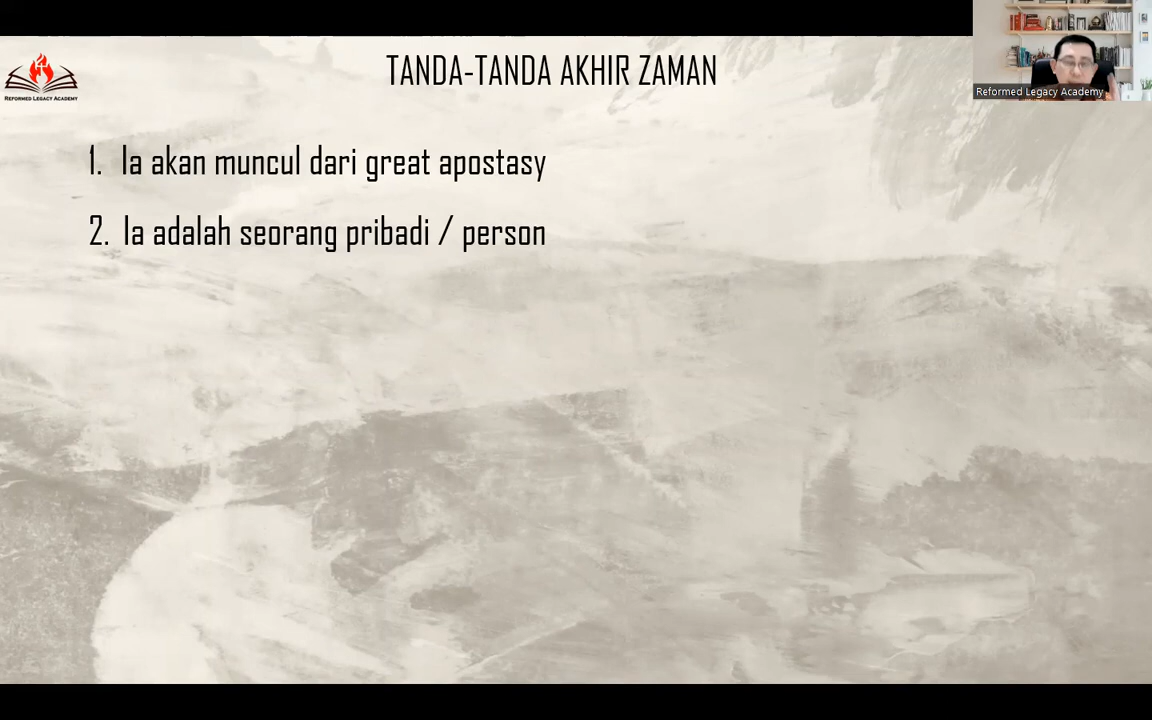 TANDA-TANDA AKHIR ZAMAN
REFORMED LEGACY ACADEMY
Reformed Legacy Academy
1. Ia akan muncul dari great apostasy
2. Ia adalah seorang pribadi / person